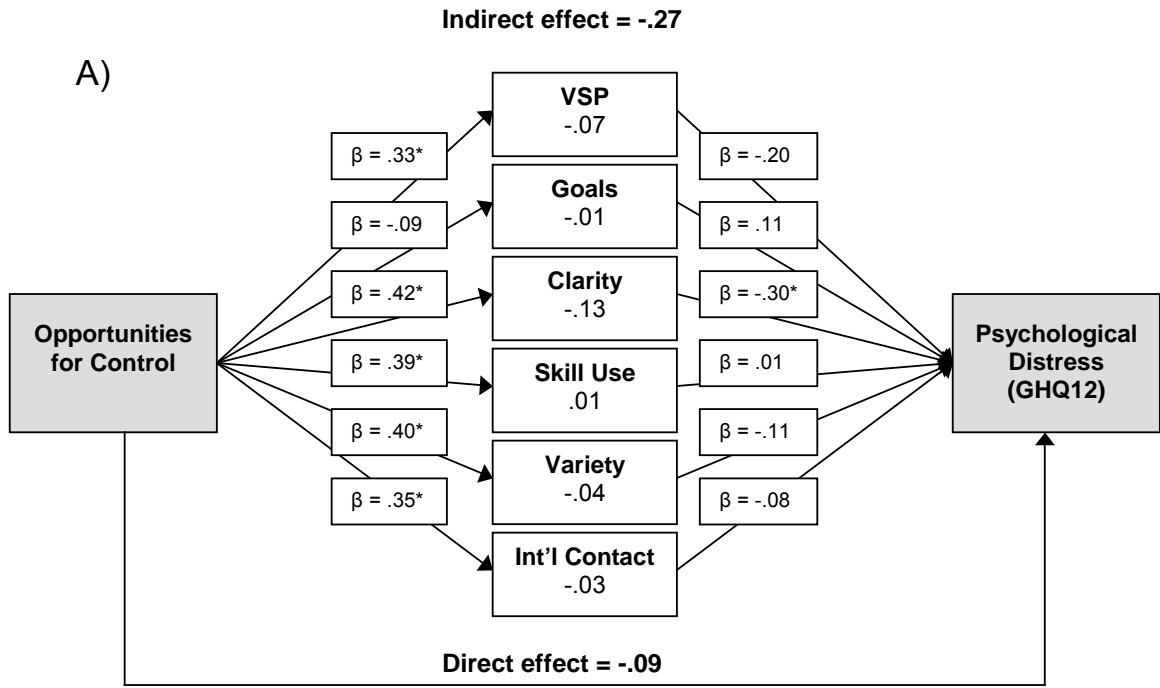 Indirect effect = -.27
A)
VSP
-.07
β = .33*
β = -.20
Goals
-.01
β = -.09
β = .11
Clarity
-.13
β = .42*
β = -.30*
Opportunities
for Control
Psychological
Distress
(GHQ12)
β = .39*
Skill Use
.01
β = .01
β = .40*
Variety
-.04
β = -.11
β = .35*
β = -.08
Int'l Contact
-.03
Direct effect = -.09